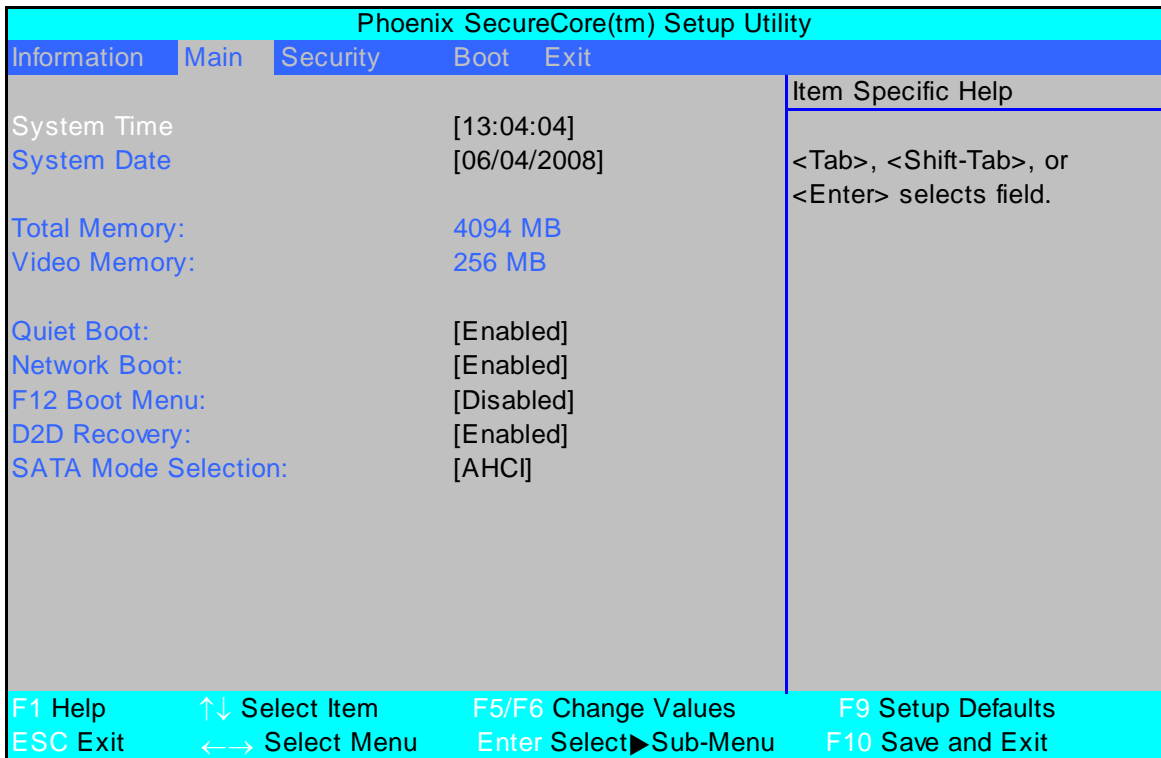 Phoenix SecureCore(tm) Setup Utility
Information Main Security Boot Exit
Item Specific Help
System Time [13:04:04]
System Date [06/04/2008]
<Tab>, <Shift-Tab>, or
<Enter> selects field.
Total Memory: 4094 MB
Video Memory: 256 MB
Quiet Boot: [Enabled]
Network Boot: [Enabled]
F12 Boot Menu: [Disabled]
D2D Recovery: [Enabled]
SATA Mode Selection: [AHCI]
F1 Help ↑↓ Select Item F5/F6 Change Values F9 Setup Defaults
ESC Exit ←→ Select Menu Enter Select▶Sub-Menu F10 Save and Exit